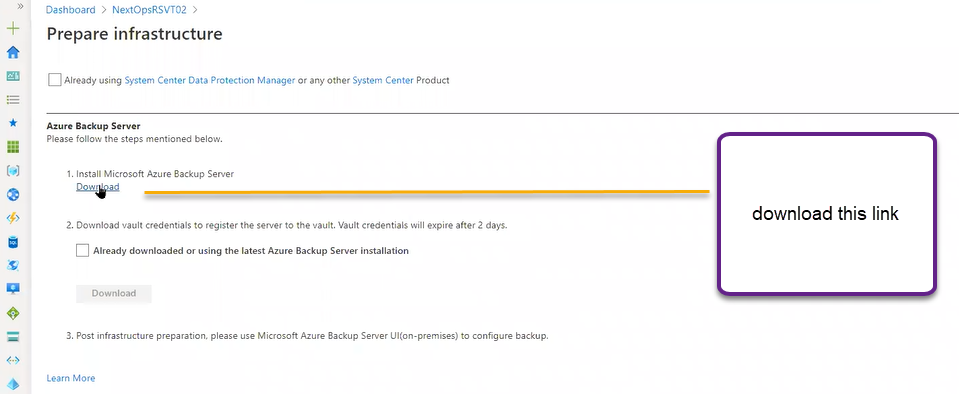 Dashboard > NextOpsRSVT02 >
Prepare infrastructure
Already using System Center Data Protection Manager or any other System Center Product
Azure Backup Server
Please follow the steps mentioned below.
1. Install Microsoft Azure Backup Server
Download
download this link
2. Download vault credentials to register the server to the vault. Vault credentials will expire after 2 days.
Already downloaded or using the latest Azure Backup Server installation
Download
3. Post infrastructure preparation, please use Microsoft Azure Backup Server UI(on-premises) to configure backup.
Learn More